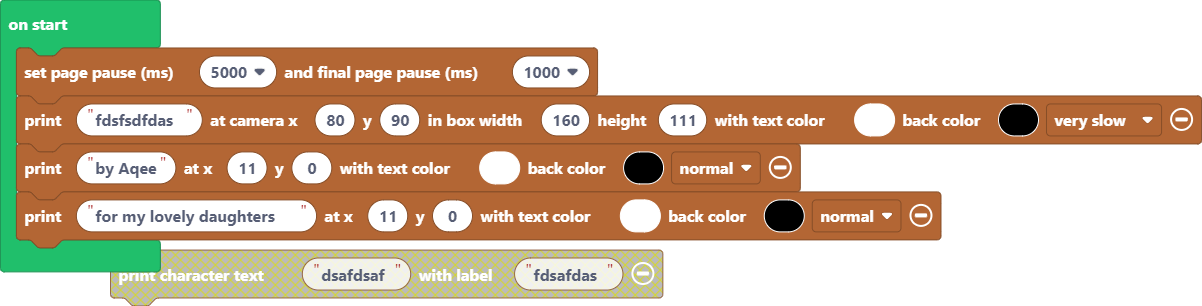 on start
set page pause (ms) 5000 and final page pause (ms) 1000
print "fdsfsdfdas" at camera x 80 y 90 in box width 160 height 111 with text color back color very slow
print "by Aqee" at x 11 y 0 with text color back color normal
print "for my lovely daughters " at x 11 y 0 with text color back color normal
print character text "dsafdsaf" with label "fdsafdas"